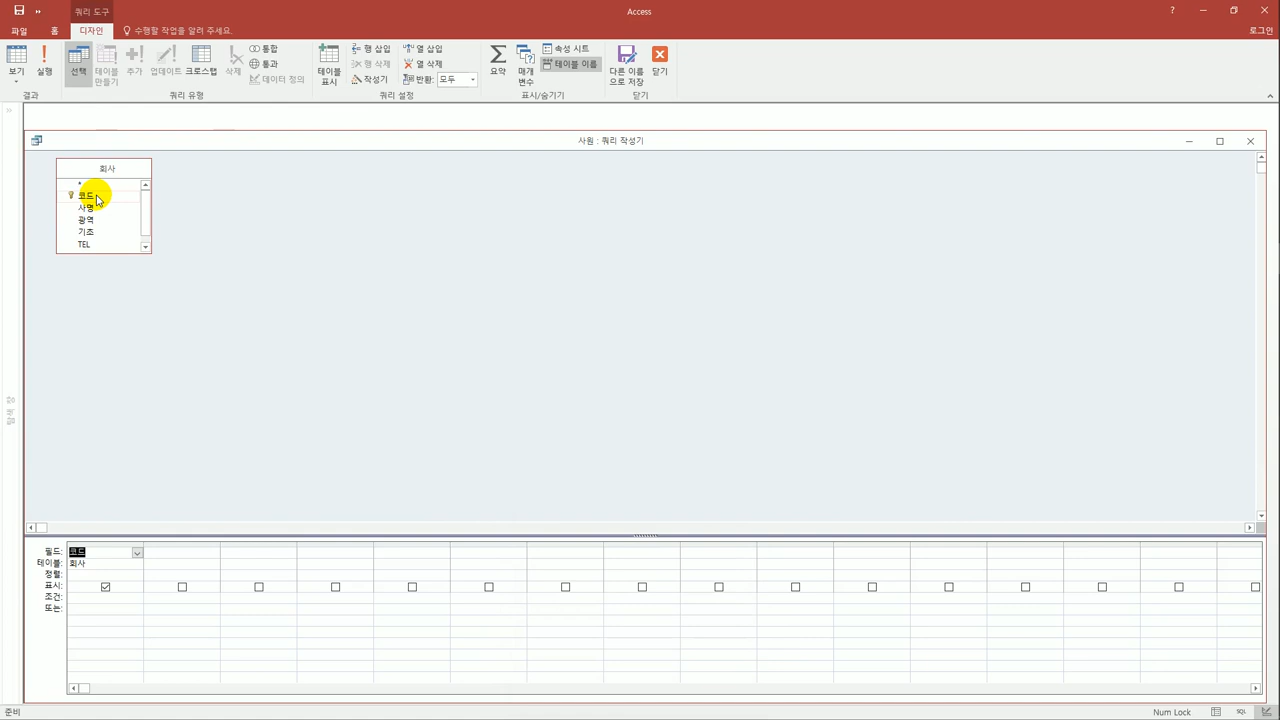 쿼리 도구
Access
?
파일
홈
디자인
수행할 작업을 알려 주세요.
로그인
보기
실행
선택
테이블
만들기
추가
업데이트
크로스탭
삭제
통합
통과
데이터 정의
테이블
표시
행 삽입
행 삭제
작성기
열 삽입
열 삭제
반환: 모두
요약
매개
변수
속성 시트
테이블 이름
다른 이름
으로 저장
닫기
결과
쿼리 유형
쿼리 설정
표시/숨기기
닫기
사원 : 쿼리 작성기
회사
*
코드
사명
광역
기초
TEL
탐색 창
필드: 코드
테이블: 회사
정렬:
표시:
조건:
또는:
준비
Num Lock
SQL